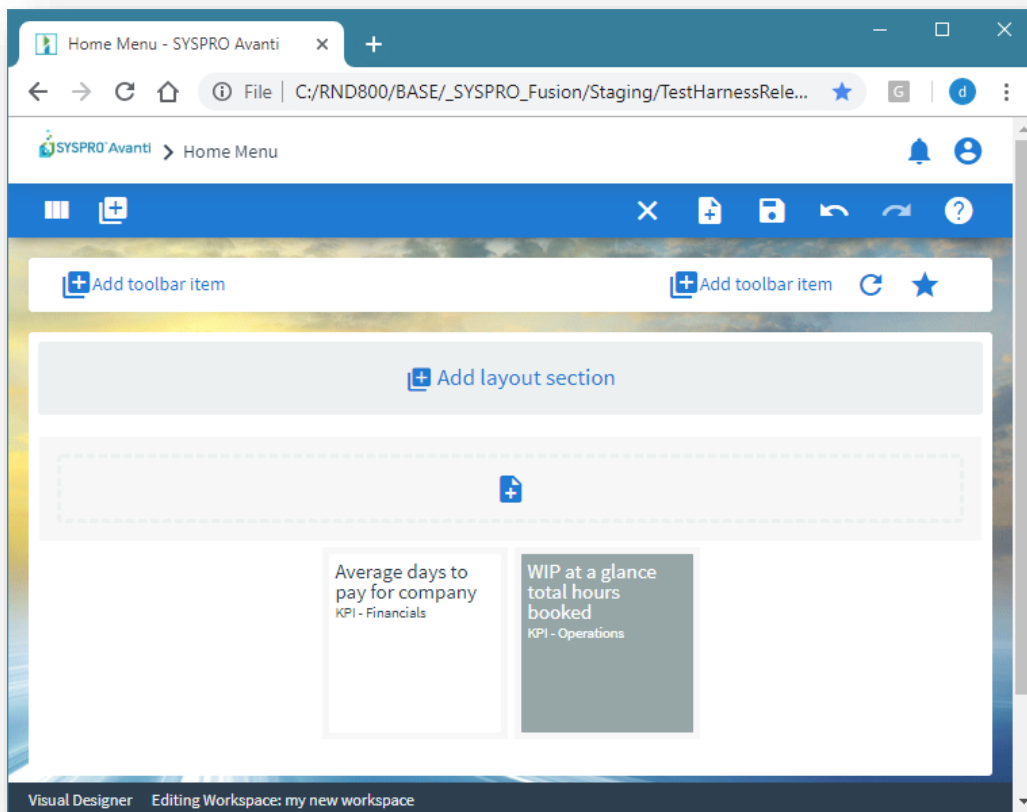 Home Menu - SYSPRO Avanti
File | C:/RND800/BASE/_SYSPRO_Fusion/Staging/TestHarnessRele...
G
d
SYSPRO Avanti > Home Menu
Add toolbar item
Add toolbar item
Add layout section
Average days to
pay for company
KPI - Financials
WIP at a glance
total hours
booked
KPI - Operations
Visual Designer Editing Workspace: my new workspace